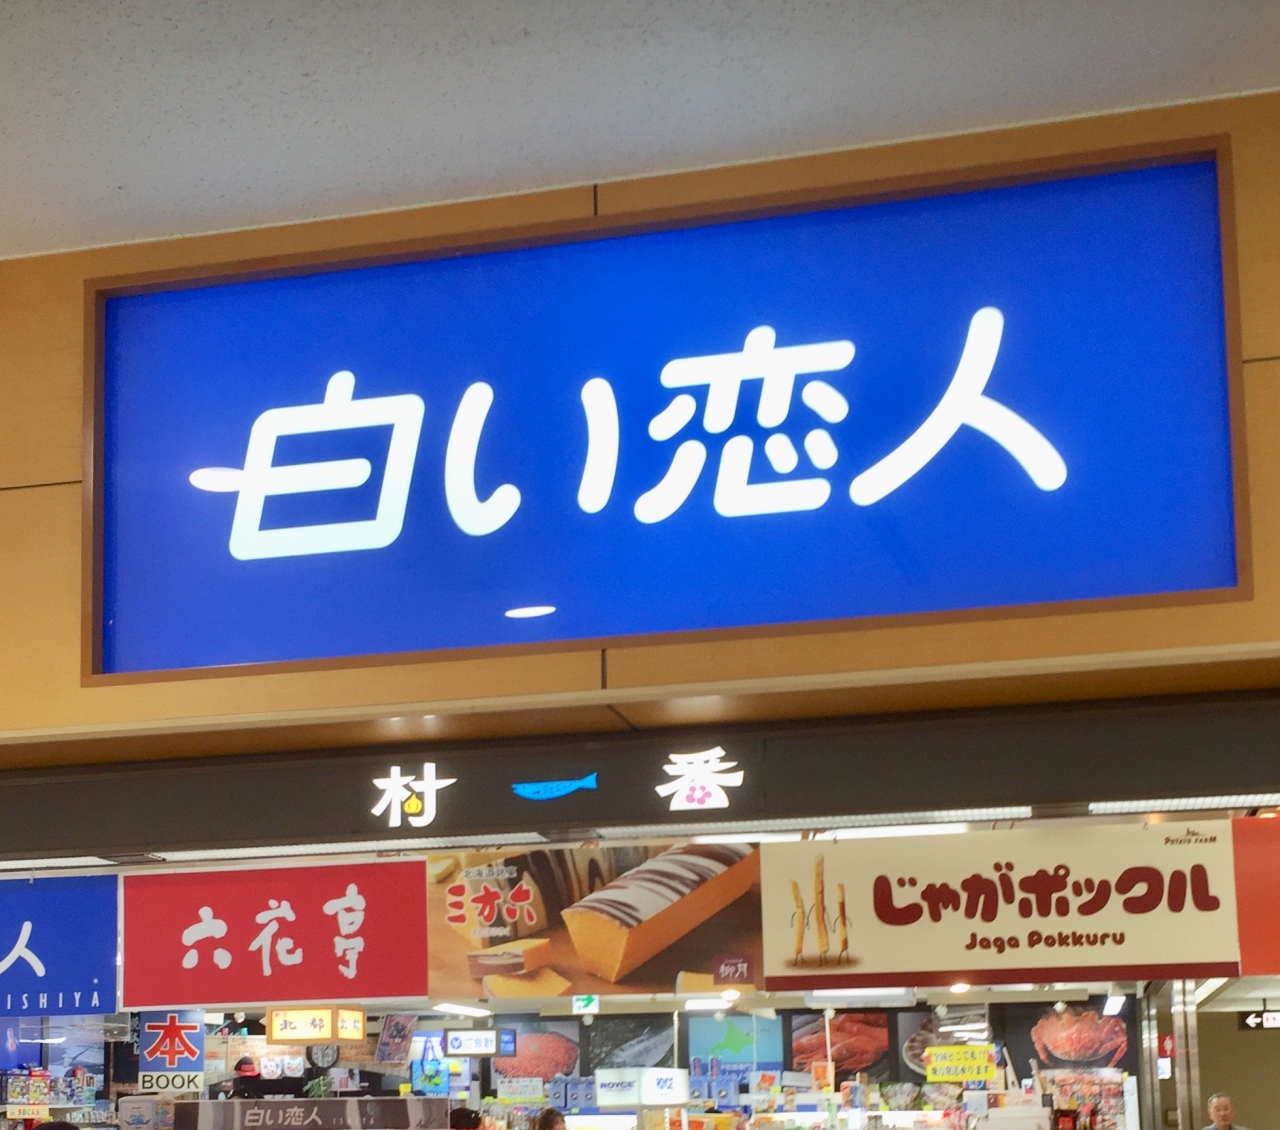 白い恋人
村一番
人
ISHIYA
六花亭
北海道銘菓
三方六
柳月
POTATO FARM
じゃがポックル
Jaga Pokkuru
本
BOOK
ROYCE'
白い恋人 ISHIYA